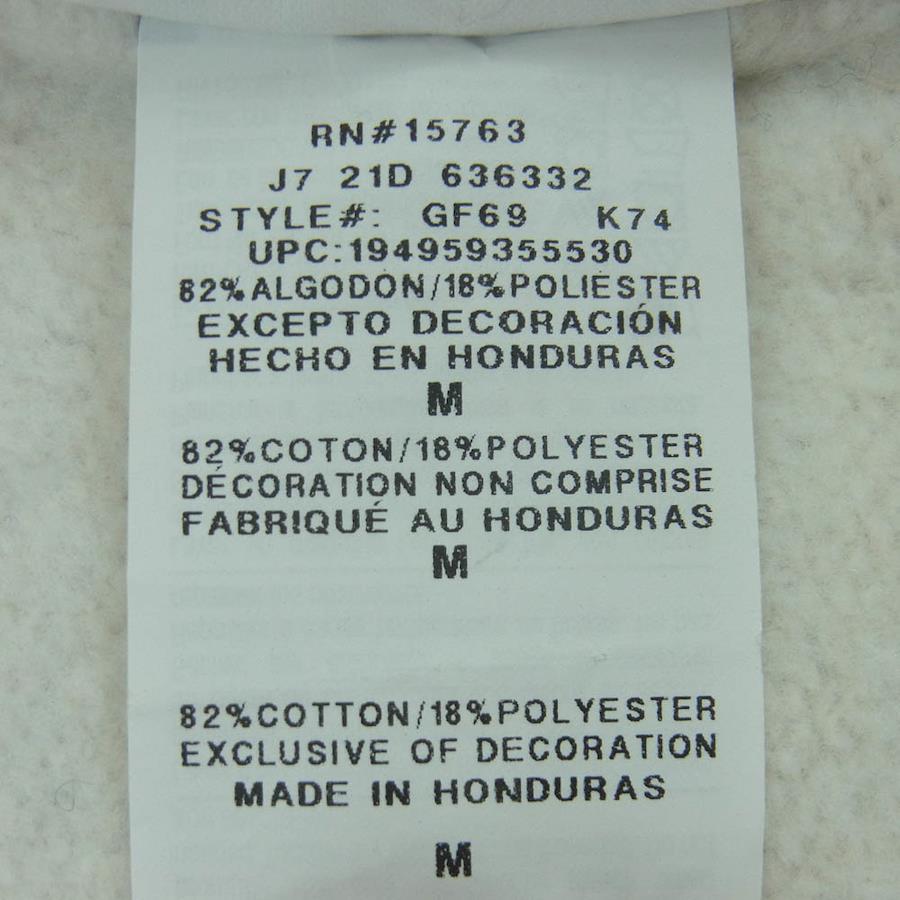 RN#15763
J7 21D 636332
STYLE#: GF69 K74
UPC:194959355530
82%ALGODON/18%POLIESTER
EXCEPTO DECORACIÓN
HECHO EN HONDURAS
M
82%COTON/18%POLYESTER
DÉCORATION NON COMPRISE
FABRIQUÉ AU HONDURAS
M
82%COTTON/18%POLYESTER
EXCLUSIVE OF DECORATION
MADE IN HONDURAS
M